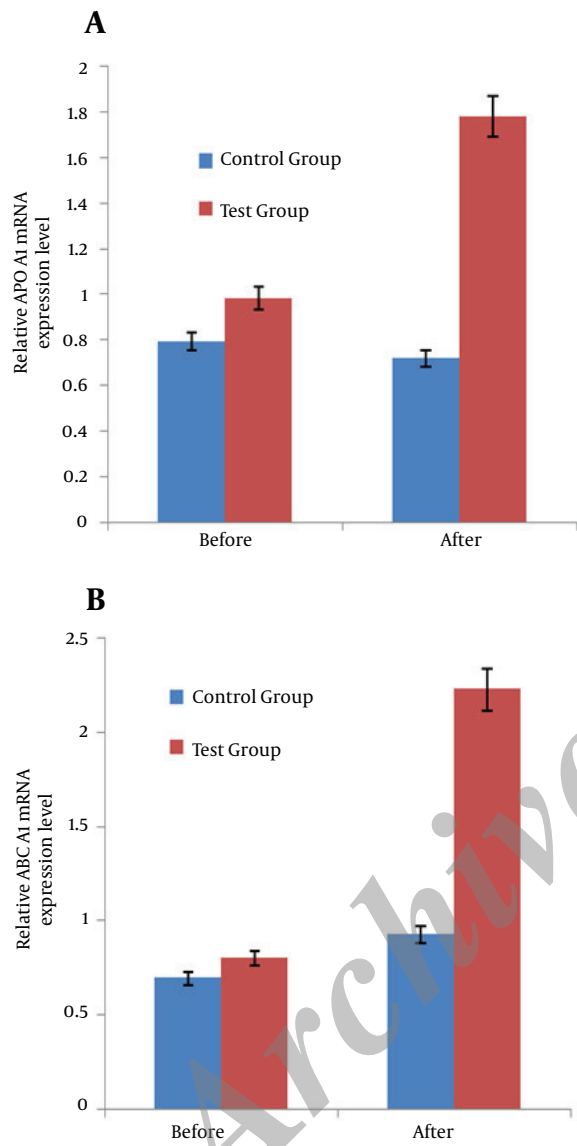 A
Relative APO A1 mRNA
expression level
2
1.8
1.6
1.4
1.2
1
0.8
0.6
0.4
0.2
0
Control Group
Test Group
Before
After
B
Relative ABC A1 mRNA
expression level
2.5
2
1.5
1
0.5
0
Control Group
Test Group
Before
After
Archive